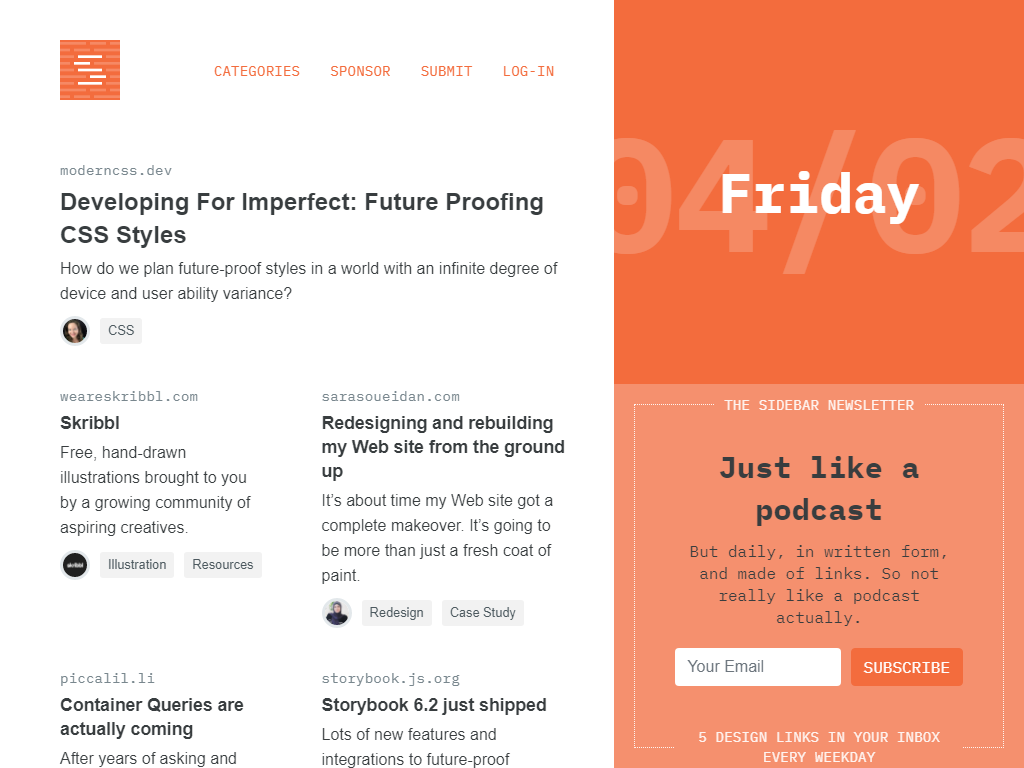 CATEGORIES SPONSOR SUBMIT LOG-IN
moderncss.dev
Developing For Imperfect: Future Proofing
CSS Styles
How do we plan future-proof styles in a world with an infinite degree of
device and user ability variance?
CSS
weareskribbl.com
Skribbl
Free, hand-drawn
illustrations brought to you
by a growing community of
aspiring creatives.
Illustration Resources
sarasoueidan.com
Redesigning and rebuilding
my Web site from the ground
up
It’s about time my Web site got a
complete makeover. It’s going to
be more than just a fresh coat of
paint.
Redesign Case Study
piccalil.li
Container Queries are
actually coming
After years of asking and
storybook.js.org
Storybook 6.2 just shipped
Lots of new features and
integrations to future-proof
04/02
Friday
THE SIDEBAR NEWSLETTER
Just like a
podcast
But daily, in written form,
and made of links. So not
really like a podcast
actually.
Your Email SUBSCRIBE
5 DESIGN LINKS IN YOUR INBOX
EVERY WEEKDAY